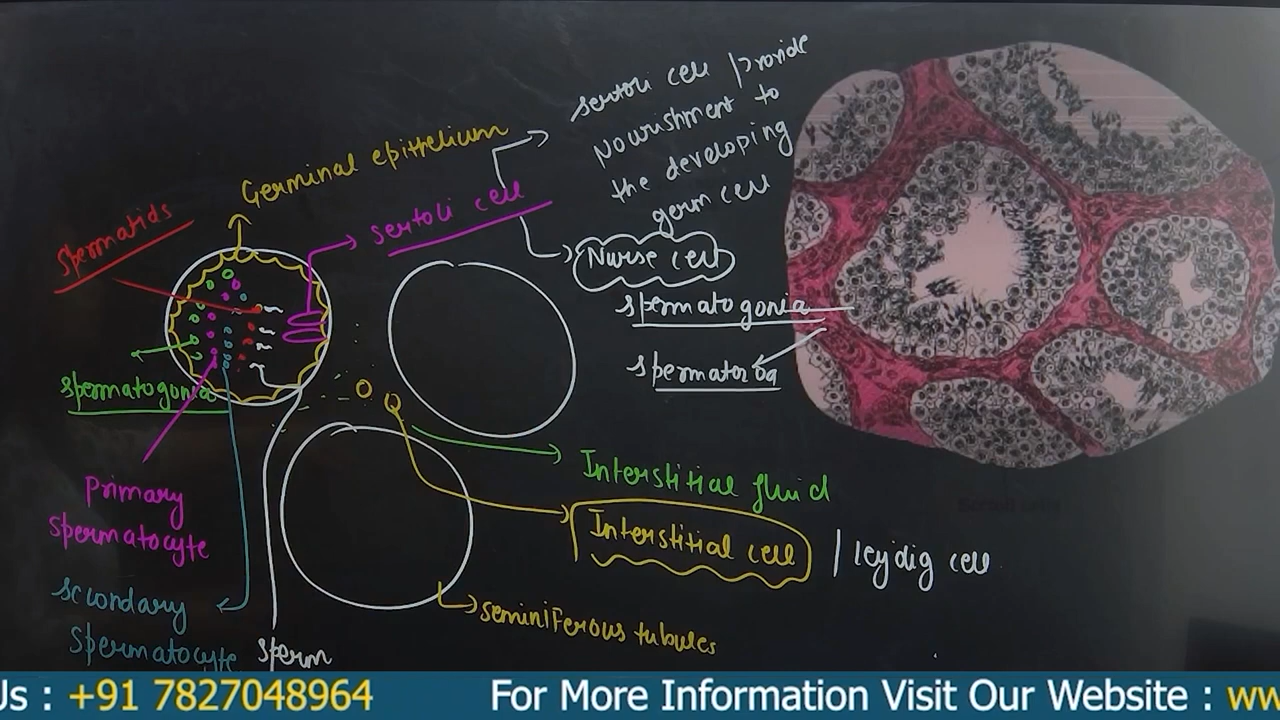 Sertoli cell provide
Nourishment to
the developing
germ cell
Germinal epithelium
Sertoli cell
Spermatids
Nurse cell
Spermatogonia
Spermatozoa
Spermatogonia
Interstitial fluid
Primary
Spermatocyte
Interstitial cell / leydig cell
Secondary
Spermatocyte
Sperm
seminiferous tubules
Us : +91 7827048964 For More Information Visit Our Website : ww